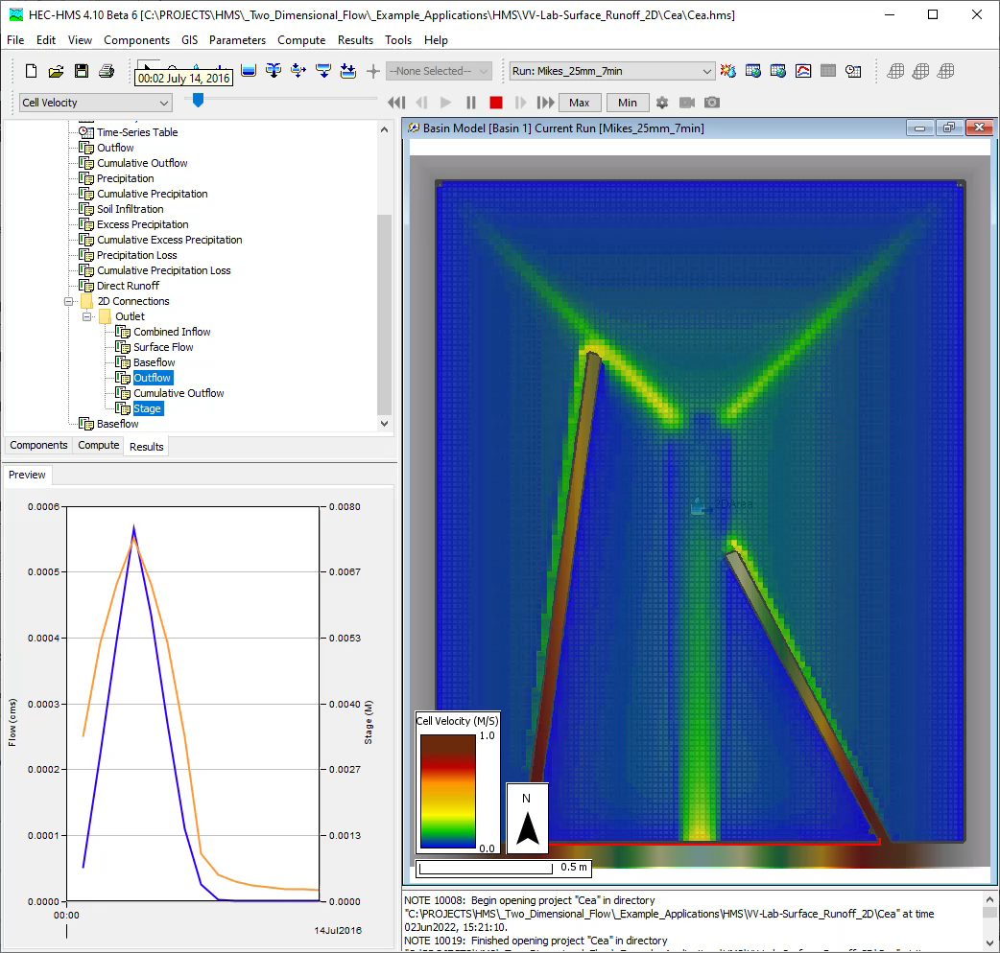 HEC-HMS 4.10 Beta 6 [C:\PROJECTS\HMS\_Two_Dimensional_Flow\_Example_Applications\HMS\VV-Lab-Surface_Runoff_2D\Cea\Cea.hms]
File Edit View Components GIS Parameters Compute Results Tools Help
00:02 July 14, 2016
--None Selected--
Run: Mikes_25mm_7min
Cell Velocity
Max
Min
Time-Series Table
Outflow
Cumulative Outflow
Precipitation
Cumulative Precipitation
Soil Infiltration
Excess Precipitation
Cumulative Excess Precipitation
Precipitation Loss
Cumulative Precipitation Loss
Direct Runoff
2D Connections
Outlet
Combined Inflow
Surface Flow
Baseflow
Outflow
Cumulative Outflow
Stage
Baseflow
Components Compute Results
Preview
0.0006
0.0005
0.0004
0.0003
0.0002
0.0001
0.0000
Flow(cms)
0.0080
0.0067
0.0053
0.0040
0.0027
0.0013
0.0000
Stage (M)
00:00
14Jul2016
Basin Model [Basin 1] Current Run [Mikes_25mm_7min]
Cell Velocity (M/S)
1.0
0.0
N
0.5 m
NOTE 10008: Begin opening project "Cea" in directory
"C:\PROJECTS\HMS\_Two_Dimensional_Flow\_Example_Applications\HMS\VV-Lab-Surface_Runoff_2D\Cea" at time
02Jun2022, 15:21:10.
NOTE 10019: Finished opening project "Cea" in directory